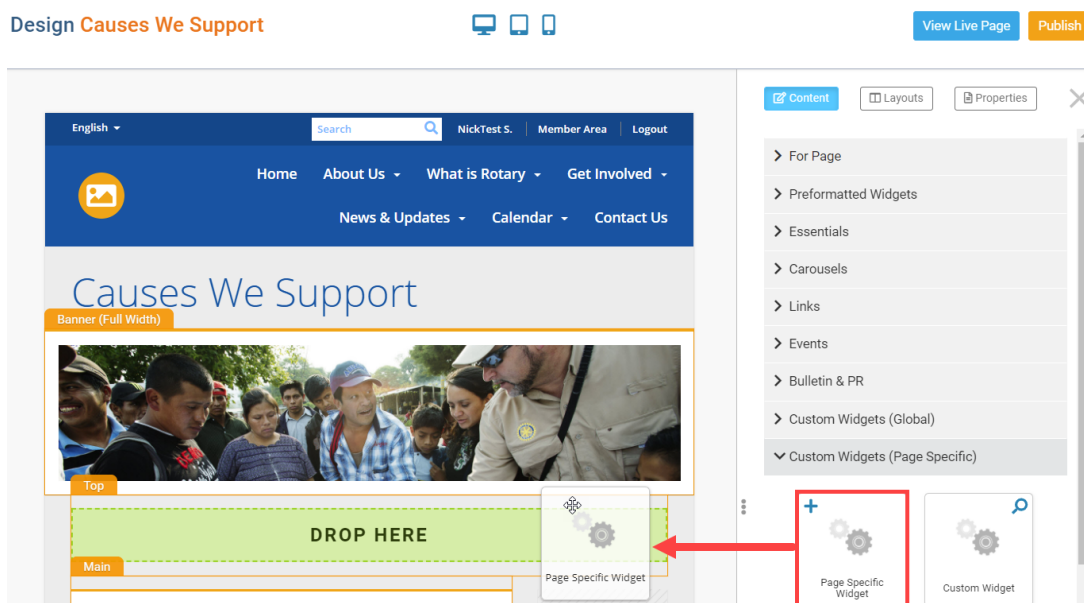 Design Causes We Support
View Live Page
Publish
Content
Layouts
Properties
English
Search
NickTest S.
Member Area
Logout
Home
About Us
What is Rotary
Get Involved
News & Updates
Calendar
Contact Us
Causes We Support
Banner (Full Width)
Top
DROP HERE
Main
Page Specific Widget
For Page
Preformatted Widgets
Essentials
Carousels
Links
Events
Bulletin & PR
Custom Widgets (Global)
Custom Widgets (Page Specific)
Page Specific
Widget
Custom Widget